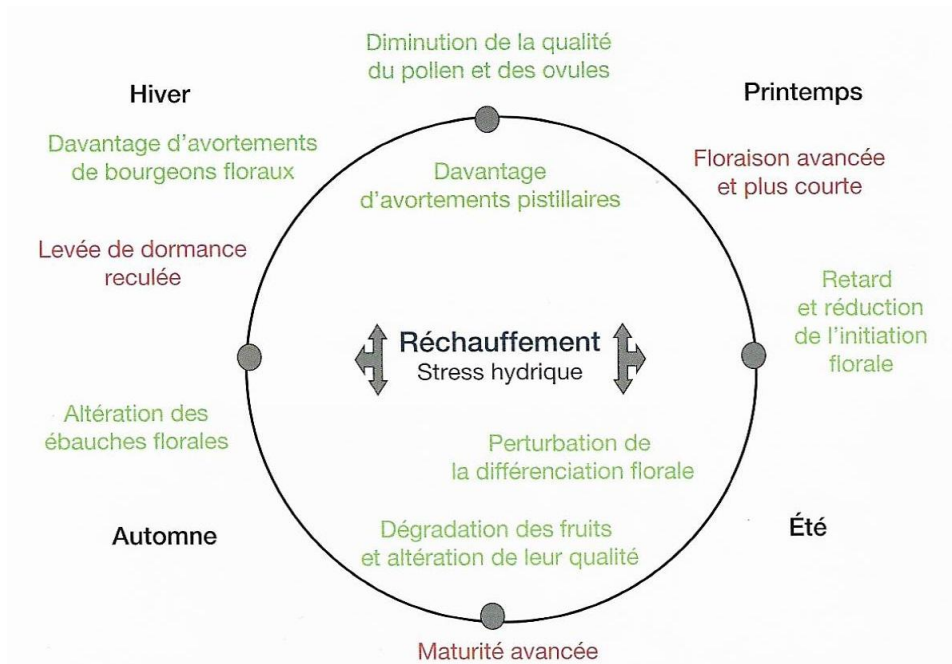 Diminution de la qualité
du pollen et des ovules
Hiver
Printemps
Davantage d'avortements
de bourgeons floraux
Davantage
d'avortements pistillaires
Floraison avancée
et plus courte
Levée de dormance
reculée
Retard
et réduction
de l'initiation
florale
Réchauffement
Stress hydrique
Altération des
ébauches florales
Perturbation de
la différenciation florale
Automne
Été
Dégradation des fruits
et altération de leur qualité
Maturité avancée